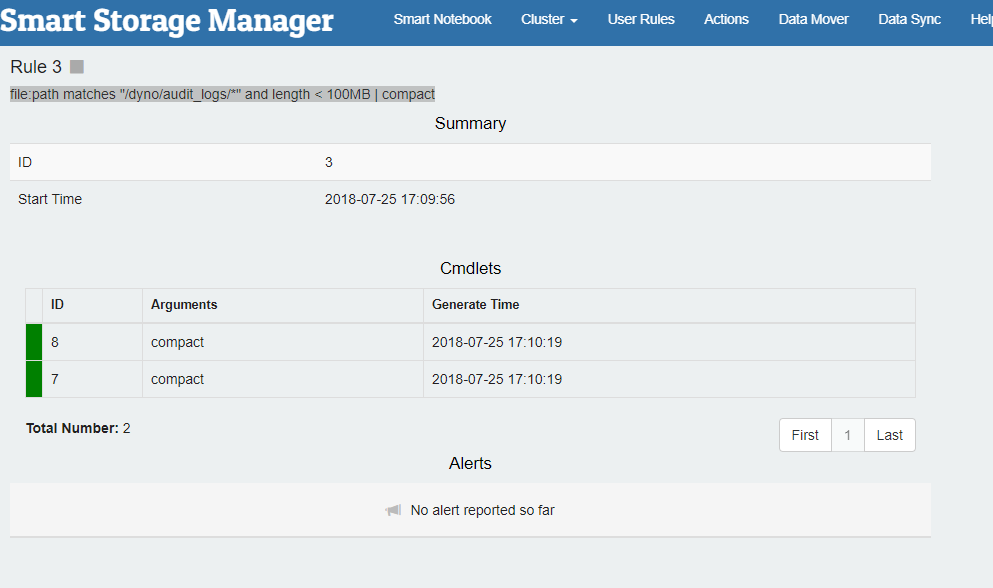 Smart Storage Manager Smart Notebook Cluster User Rules Actions Data Mover Data Sync Help
Rule 3
file:path matches "/dyno/audit_logs/*" and length < 100MB | compact
Summary
ID 3
Start Time 2018-07-25 17:09:56
Cmdlets
ID Arguments Generate Time
8 compact 2018-07-25 17:10:19
7 compact 2018-07-25 17:10:19
Total Number: 2
First 1 Last
Alerts
No alert reported so far